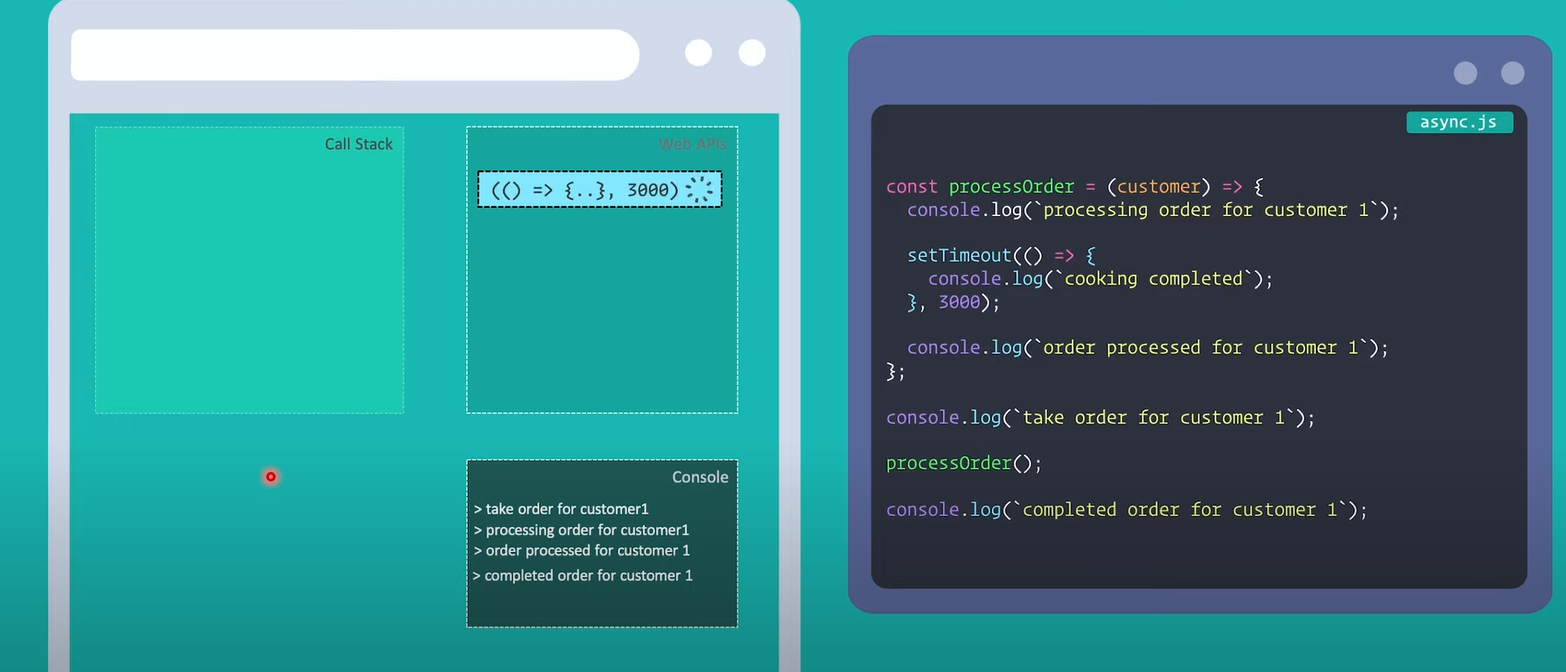 Call Stack
Web APIs
(() => {..}, 3000)
Console
> take order for customer1
> processing order for customer1
> order processed for customer 1
> completed order for customer 1
async.js
const processOrder = (customer) => {
  console.log(`processing order for customer 1`);
  setTimeout(() => {
    console.log(`cooking completed`);
  }, 3000);
  console.log(`order processed for customer 1`);
};
console.log(`take order for customer 1`);
processOrder();
console.log(`completed order for customer 1`);